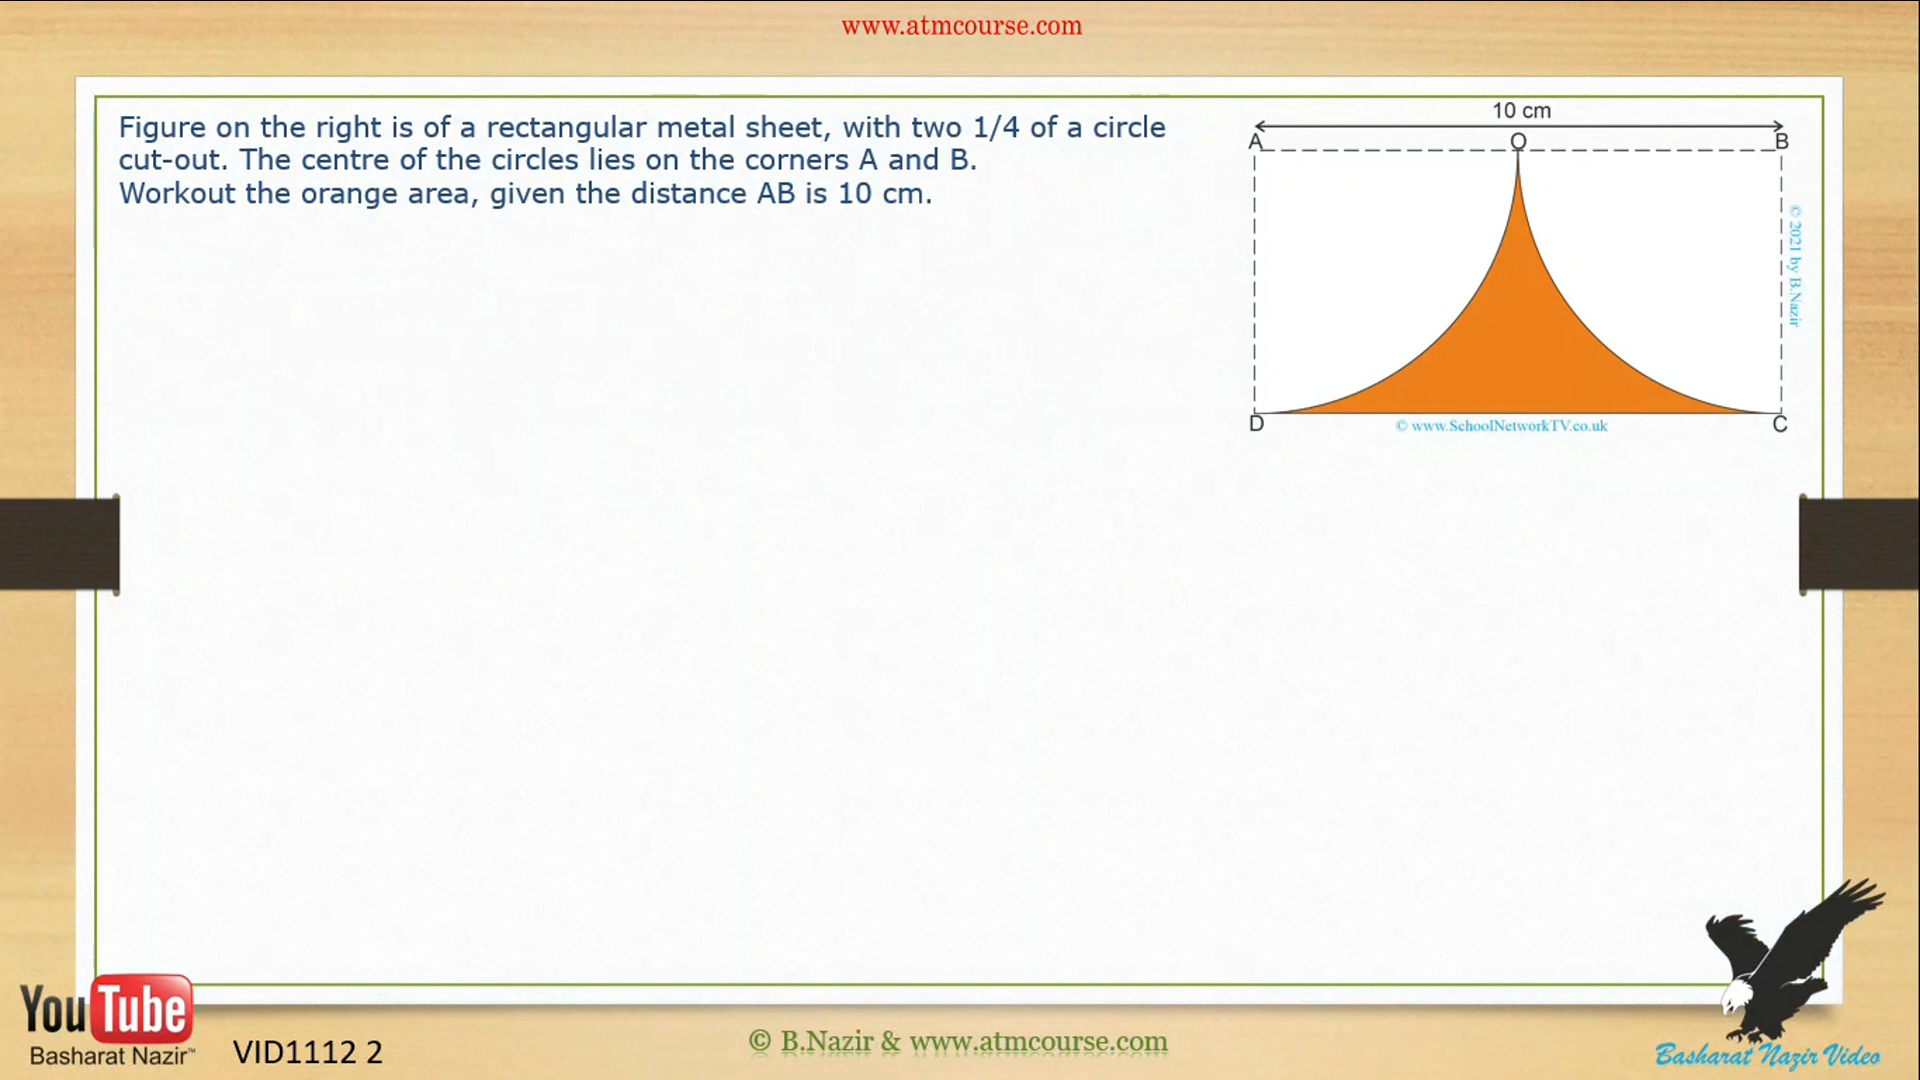 www.atmcourse.com
Figure on the right is of a rectangular metal sheet, with two 1/4 of a circle
cut-out. The centre of the circles lies on the corners A and B.
Workout the orange area, given the distance AB is 10 cm.
10 cm
A O B
© 2021 by B.Nazir
D C
© www.SchoolNetworkTV.co.uk
YouTube
Basharat Nazir™
VID1112 2
© B.Nazir & www.atmcourse.com
Basharat Nazir Video